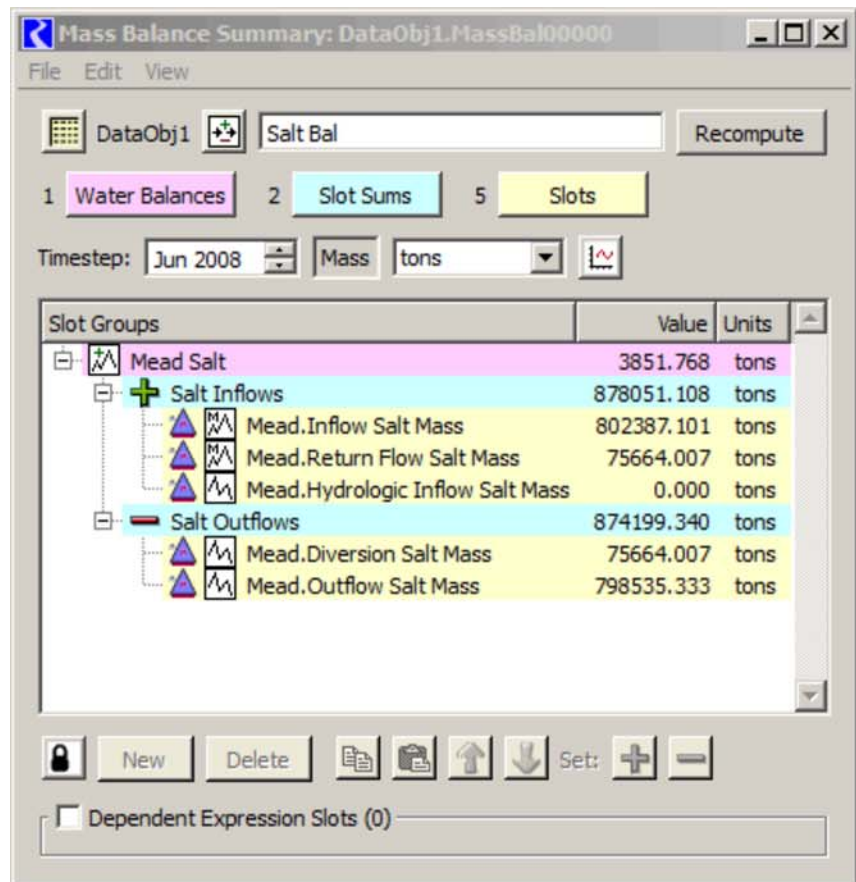 Mass Balance Summary: DataObj1.MassBal00000
File Edit View
DataObj1 Salt Bal Recompute
1 Water Balances 2 Slot Sums 5 Slots
Timestep: Jun 2008 Mass tons
Slot Groups Value Units
Mead Salt 3851.768 tons
Salt Inflows 878051.108 tons
Mead.Inflow Salt Mass 802387.101 tons
Mead.Return Flow Salt Mass 75664.007 tons
Mead.Hydrologic Inflow Salt Mass 0.000 tons
Salt Outflows 874199.340 tons
Mead.Diversion Salt Mass 75664.007 tons
Mead.Outflow Salt Mass 798535.333 tons
New Delete Set:
Dependent Expression Slots (0)